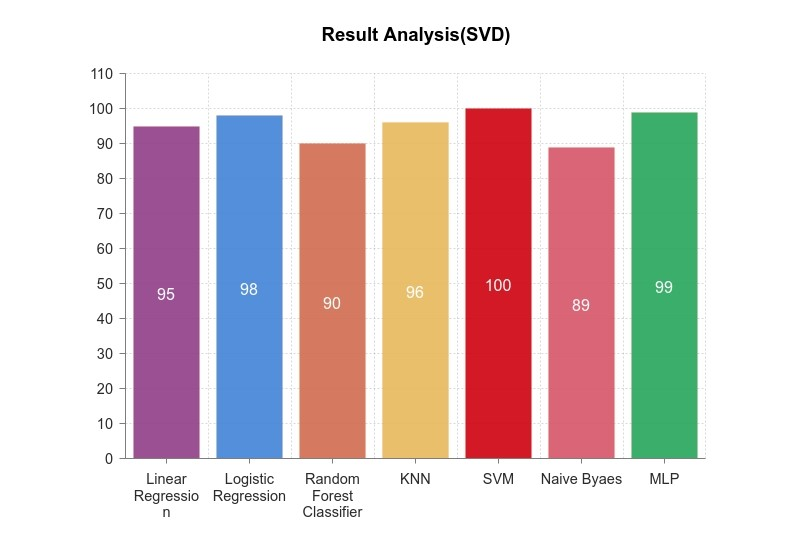 Result Analysis(SVD)
110
100
90
80
70
60
50
40
30
20
10
0
95
98
90
96
100
89
99
Linear
Regressio
n
Logistic
Regression
Random
Forest
Classifier
KNN
SVM
Naive Byaes
MLP